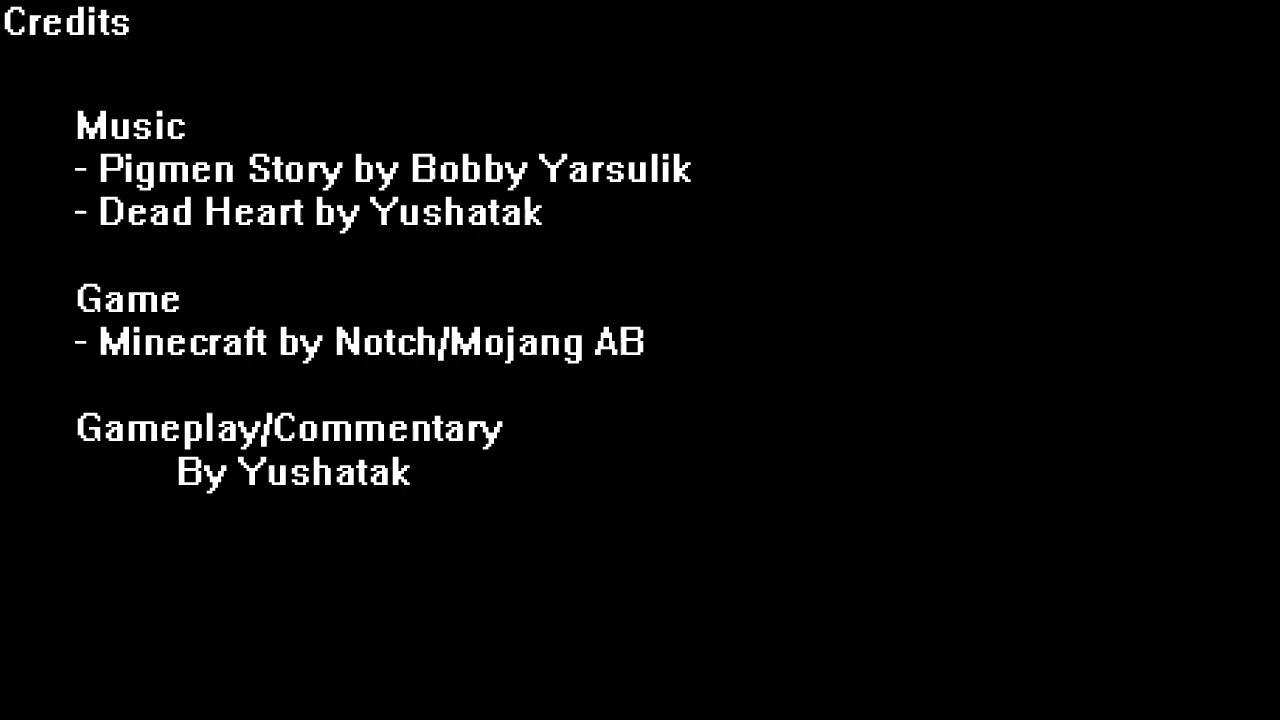 Credits
Music
- Pigmen Story by Bobby Yarsulik
- Dead Heart by Yushatak
Game
- Minecraft by Notch/Mojang AB
Gameplay/Commentary
By Yushatak